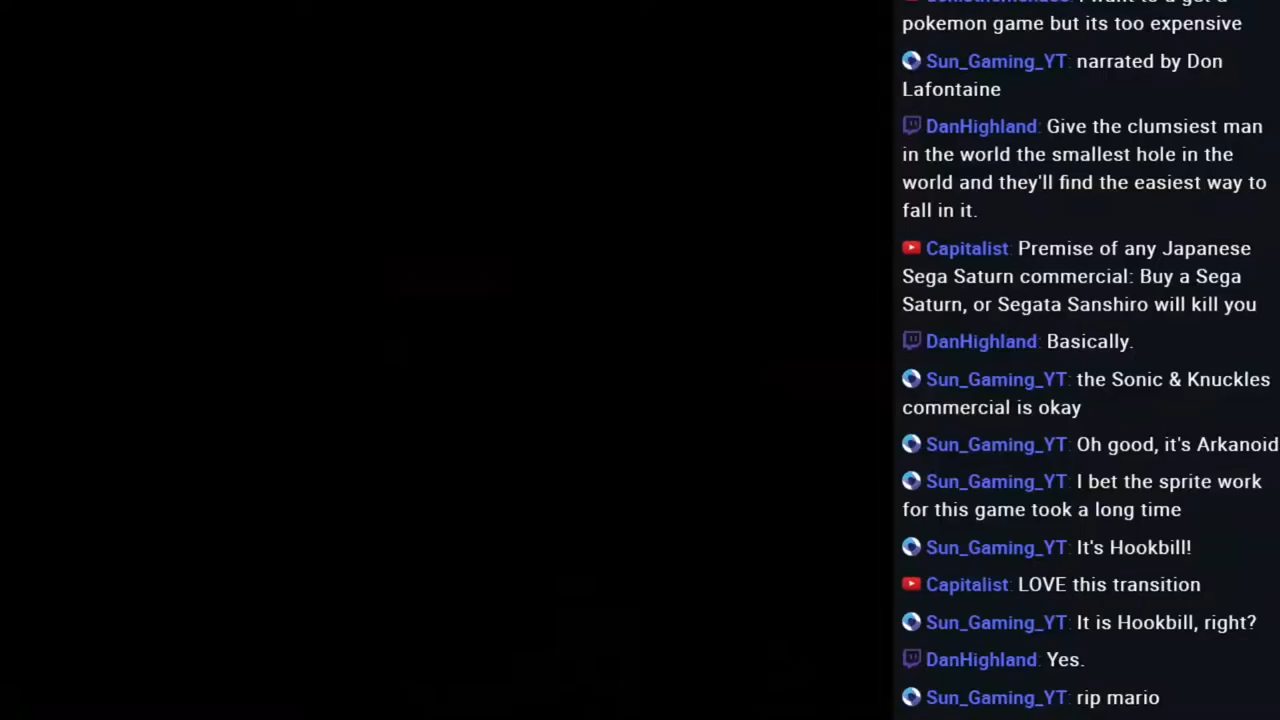 pokemon game but its too expensive
Sun_Gaming_YT: narrated by Don
Lafontaine
DanHighland: Give the clumsiest man
in the world the smallest hole in the
world and they'll find the easiest way to
fall in it.
Capitalist: Premise of any Japanese
Sega Saturn commercial: Buy a Sega
Saturn, or Segata Sanshiro will kill you
DanHighland: Basically.
Sun_Gaming_YT: the Sonic & Knuckles
commercial is okay
Sun_Gaming_YT: Oh good, it's Arkanoid
Sun_Gaming_YT: I bet the sprite work
for this game took a long time
Sun_Gaming_YT: It's Hookbill!
Capitalist: LOVE this transition
Sun_Gaming_YT: It is Hookbill, right?
DanHighland: Yes.
Sun_Gaming_YT: rip mario